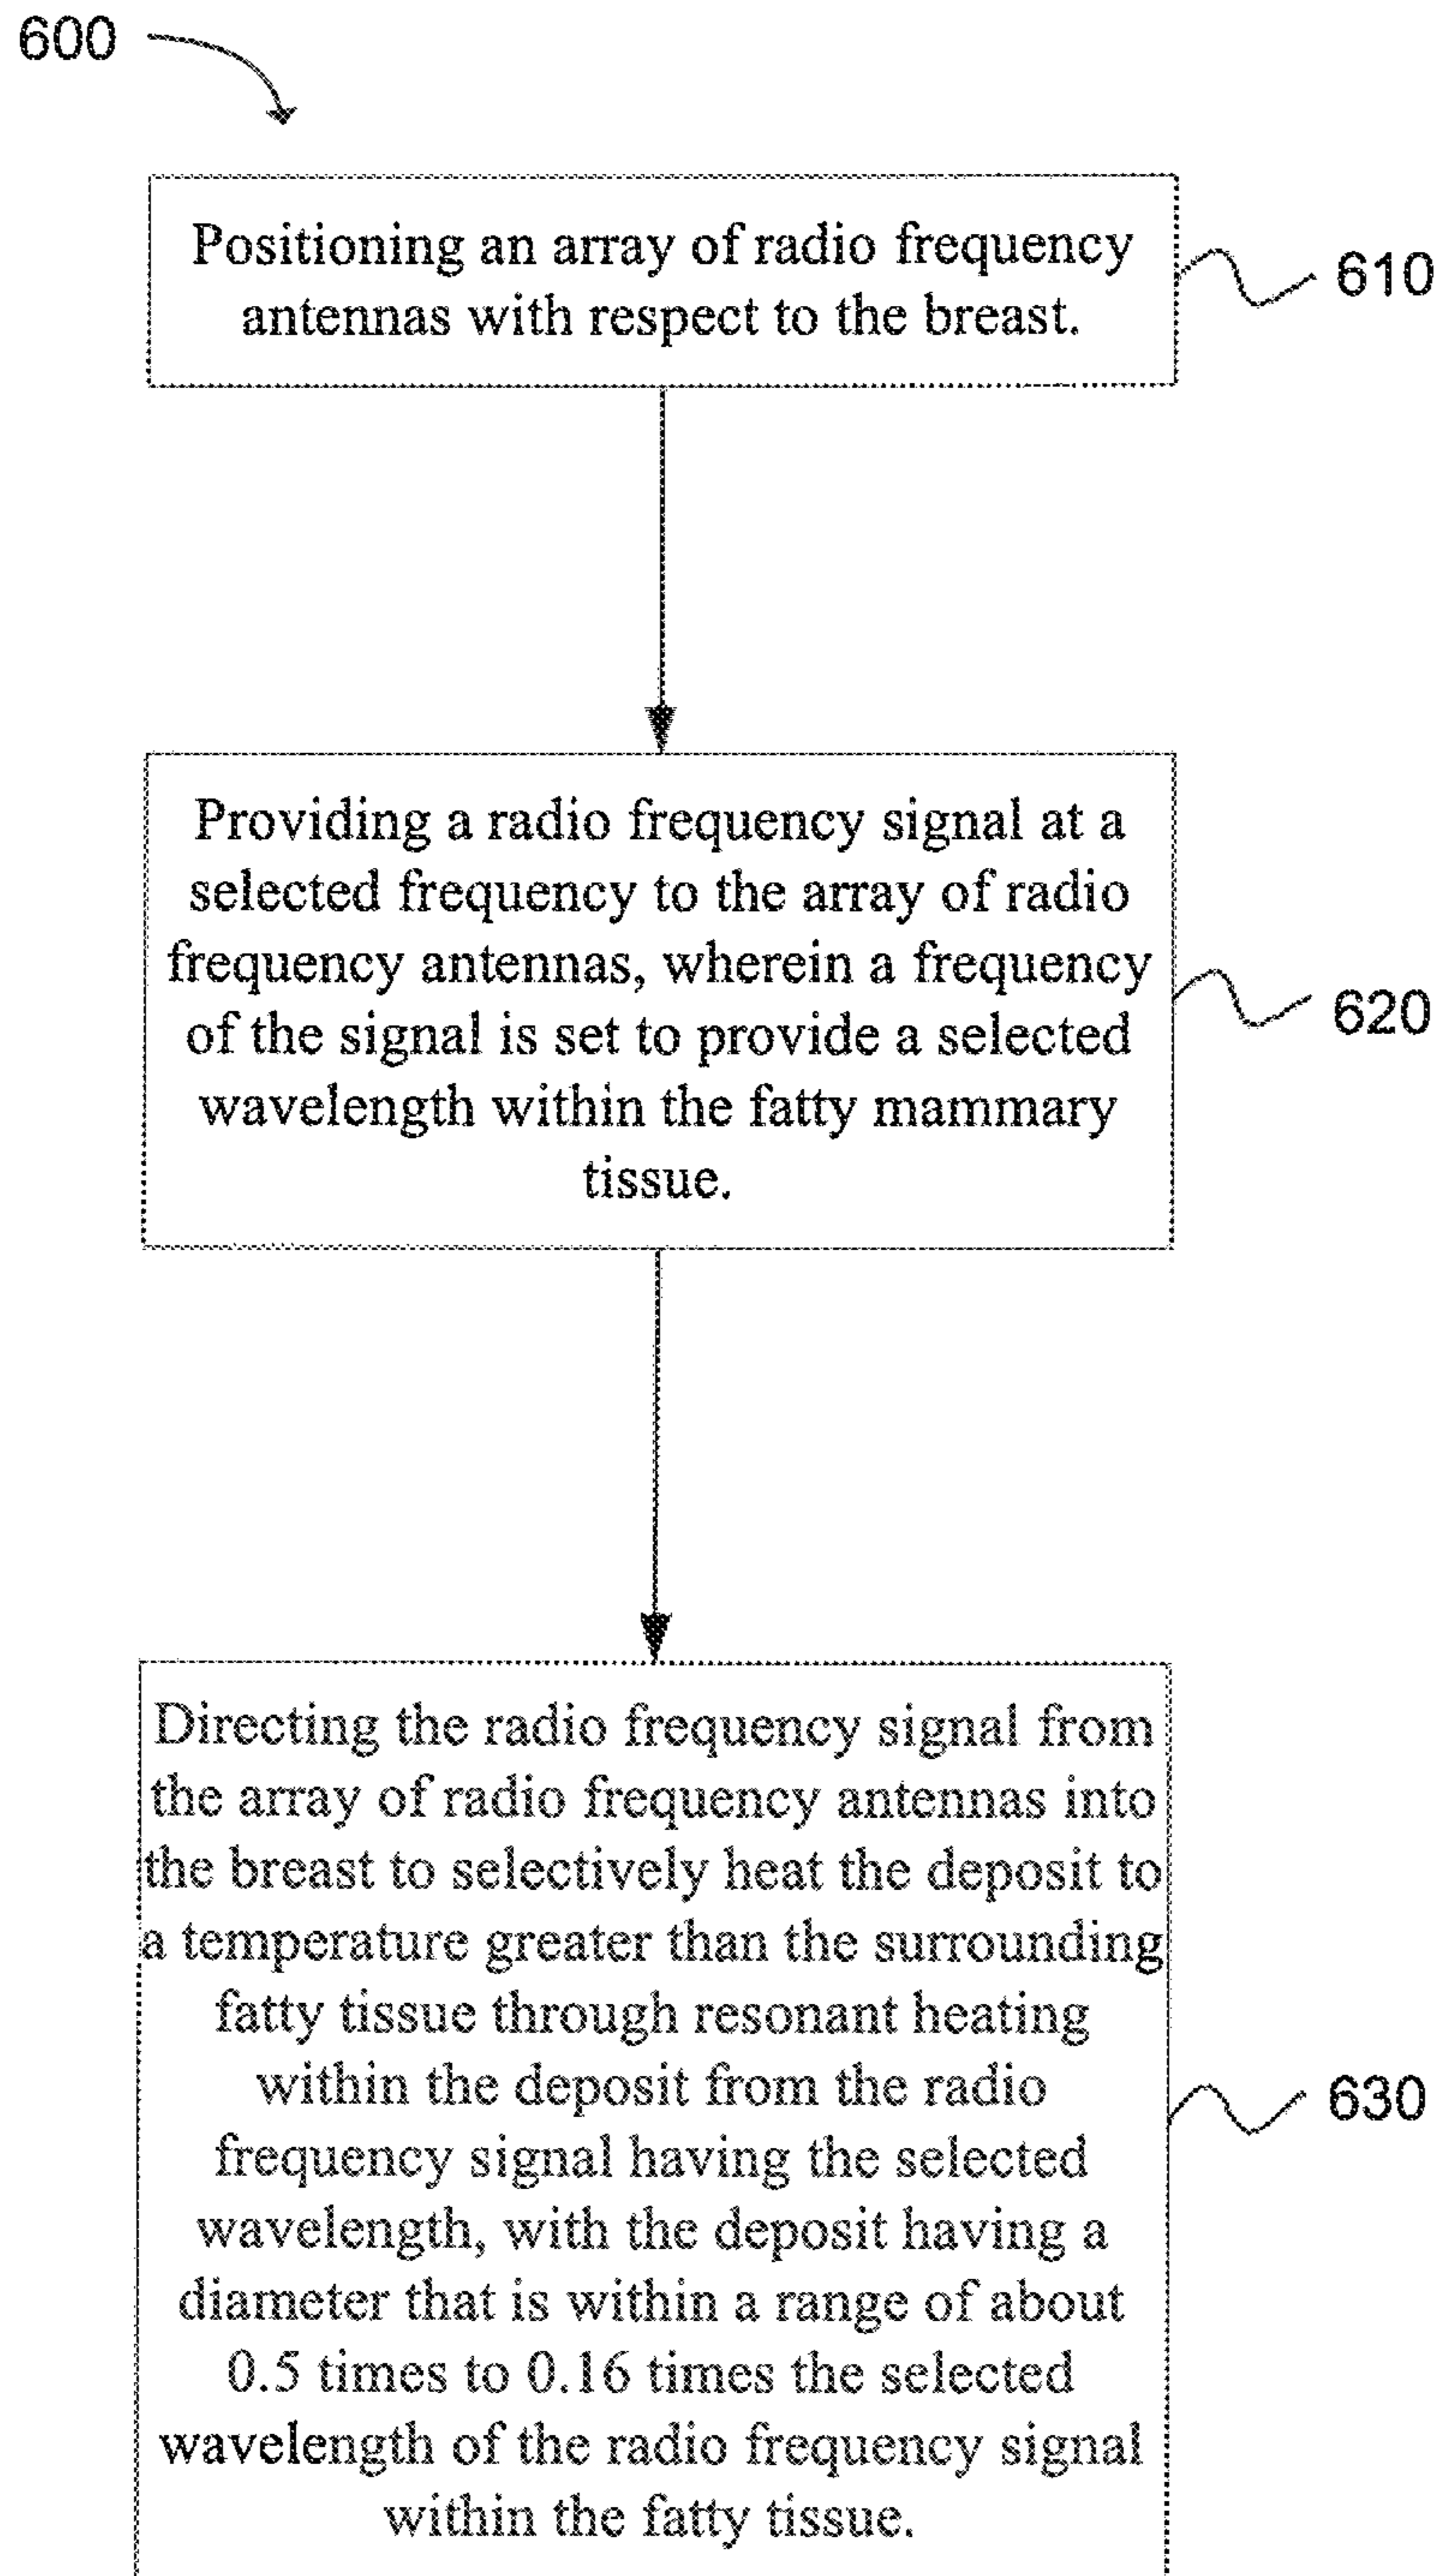 600
Positioning an array of radio frequency
antennas with respect to the breast.
610
Providing a radio frequency signal at a
selected frequency to the array of radio
frequency antennas, wherein a frequency
of the signal is set to provide a selected
wavelength within the fatty mammary
tissue.
620
Directing the radio frequency signal from
the array of radio frequency antennas into
the breast to selectively heat the deposit to
a temperature greater than the surrounding
fatty tissue through resonant heating
within the deposit from the radio
frequency signal having the selected
wavelength, with the deposit having a
diameter that is within a range of about
0.5 times to 0.16 times the selected
wavelength of the radio frequency signal
within the fatty tissue.
630